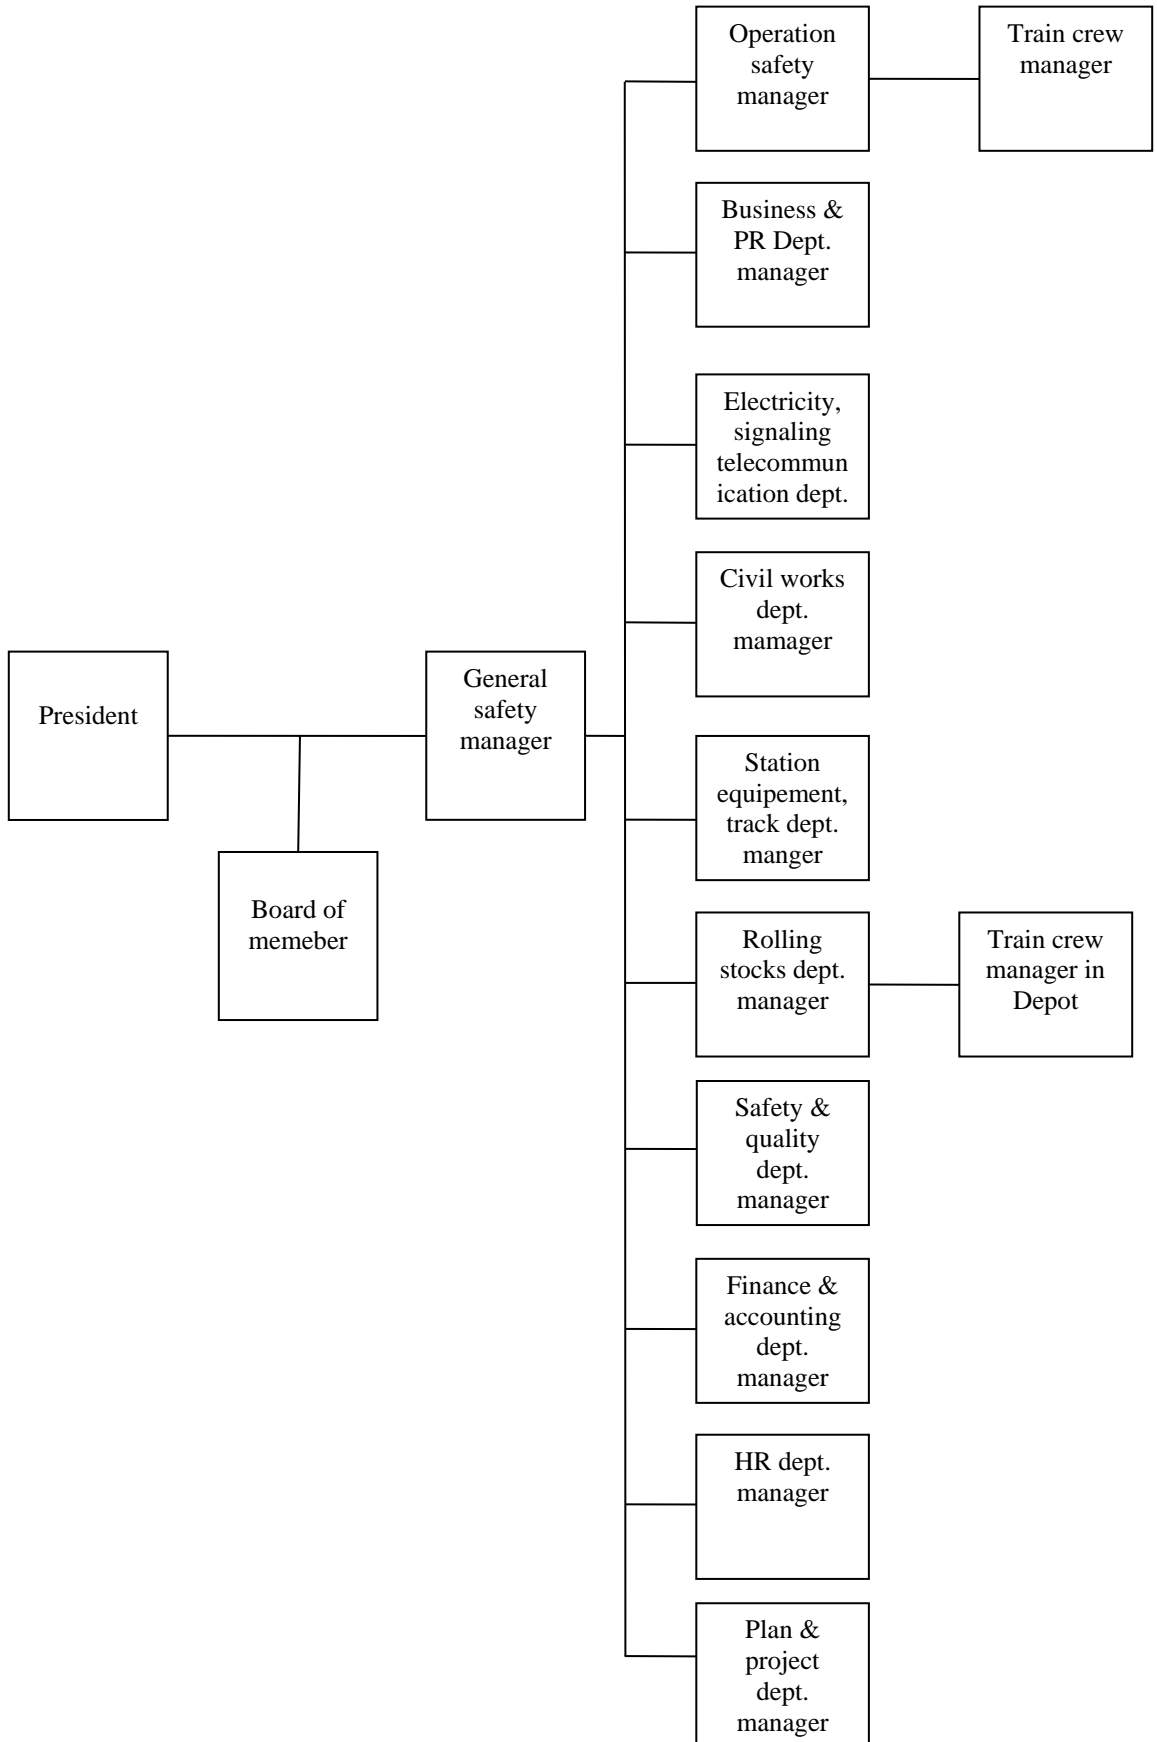 Operation
safety
manager
Train crew
manager
Business &
PR Dept.
manager
Electricity,
signaling
telecommun
ication dept.
Civil works
dept.
mamager
President
General
safety
manager
Station
equipement,
track dept.
manger
Board of
memeber
Rolling
stocks dept.
manager
Train crew
manager in
Depot
Safety &
quality
dept.
manager
Finance &
accounting
dept.
manager
HR dept.
manager
Plan &
project
dept.
manager